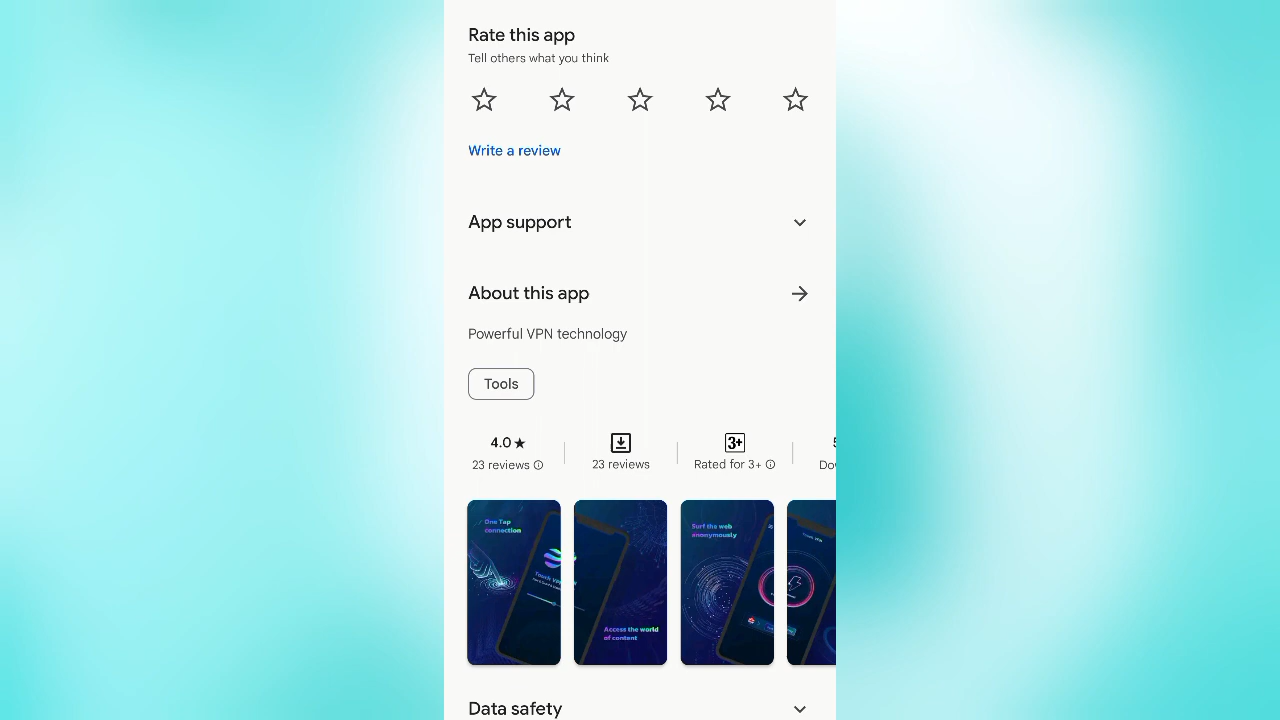 Rate this app
Tell others what you think
Write a review
App support
About this app
Powerful VPN technology
Tools
4.0★
3+
23 reviews
23 reviews
Rated for 3+
One Tap
connection
Access the world
of content
Surf the web
anonymously
Data safety